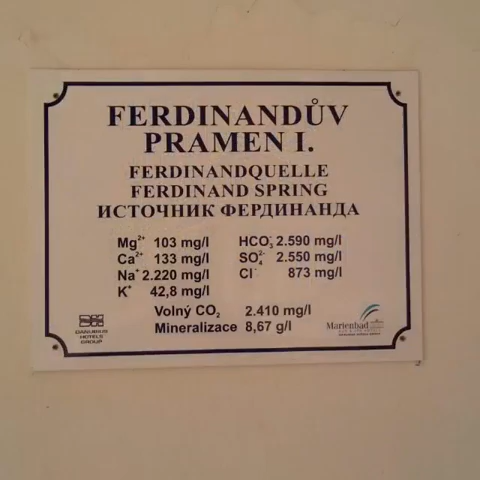 FERDINANDŮV
PRAMEN I.
FERDINANDQUELLE
FERDINAND SPRING
ИСТОЧНИК ФЕРДИНАНДА
Mg²⁺ 103 mg/l HCO₃⁻ 2.590 mg/l
Ca²⁺ 133 mg/l SO₄²⁻ 2.550 mg/l
Na⁺ 2.220 mg/l Cl⁻ 873 mg/l
K⁺ 42,8 mg/l
Volný CO₂ 2.410 mg/l
Mineralizace 8,67 g/l
DANUBIUS
HOTELS
GROUP
Marienbad